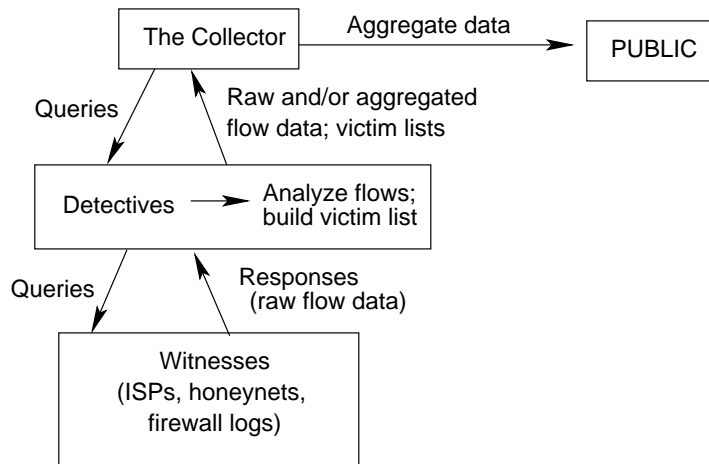 The Collector
Aggregate data
PUBLIC
Queries
Raw and/or aggregated
flow data; victim lists
Detectives
Analyze flows;
build victim list
Queries
Responses
(raw flow data)
Witnesses
(ISPs, honeynets,
firewall logs)